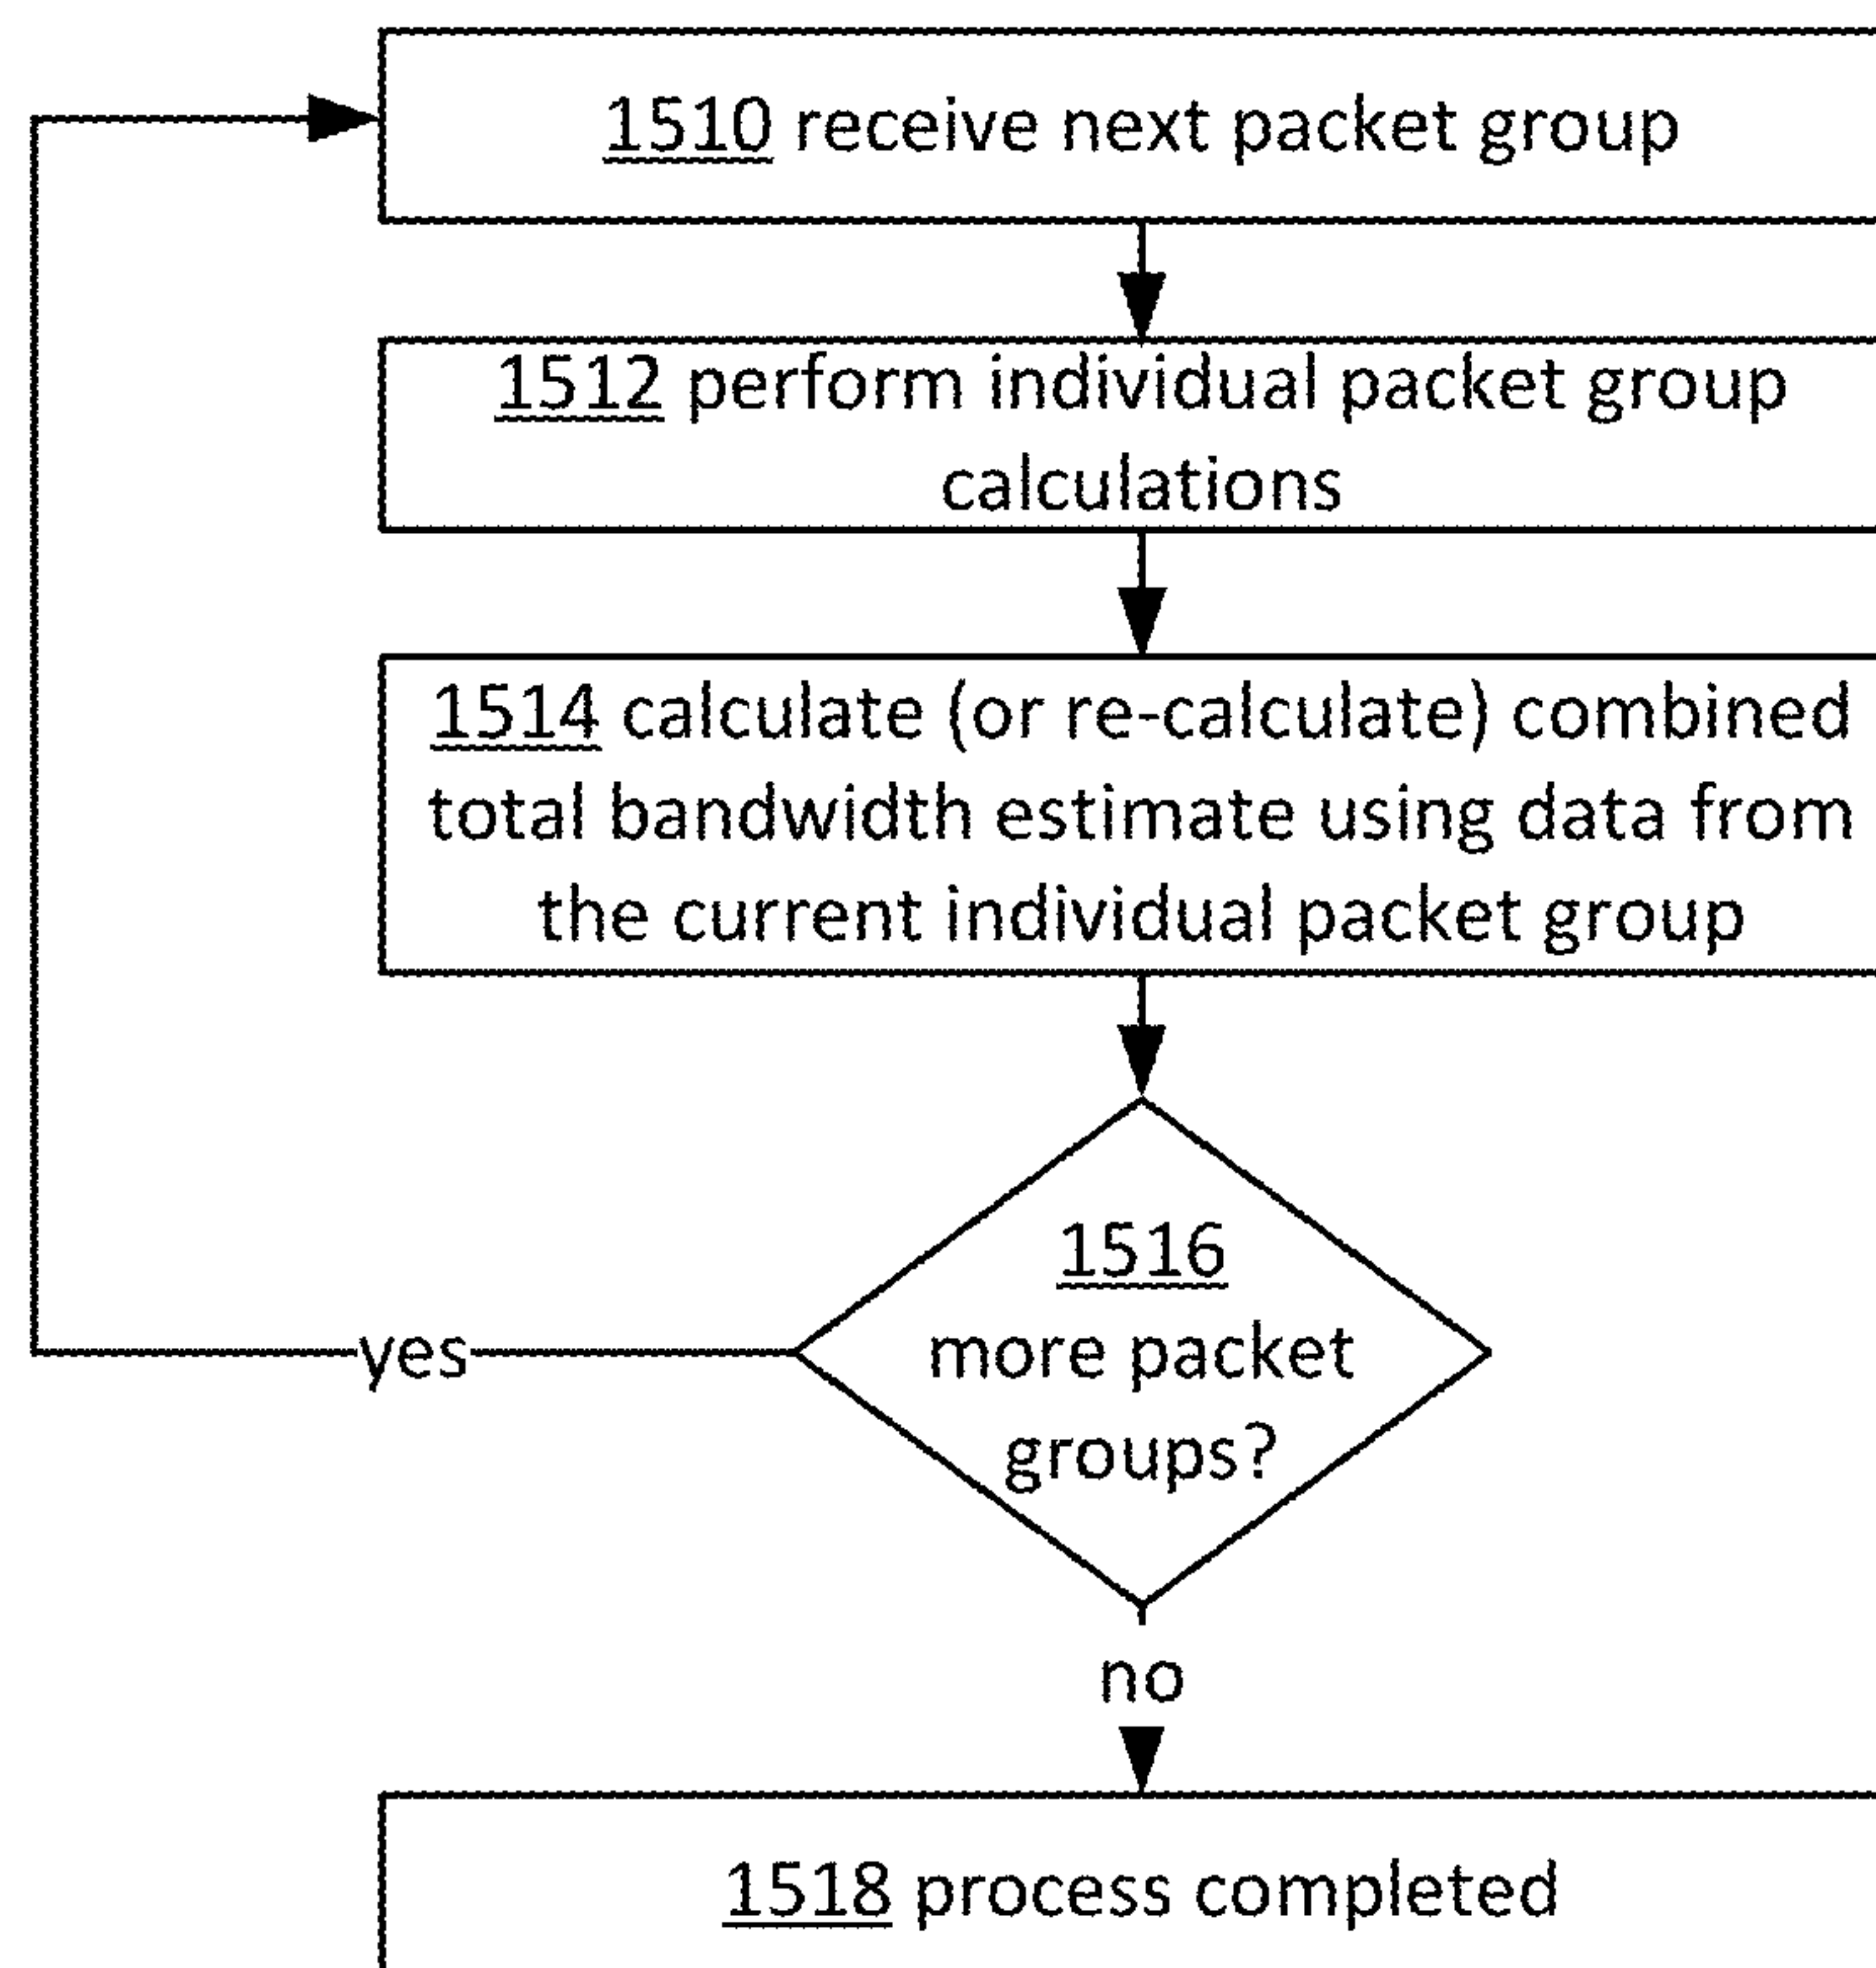 1510 receive next packet group
1512 perform individual packet group
calculations
1514 calculate (or re-calculate) combined
total bandwidth estimate using data from
the current individual packet group
1516
more packet
groups?
yes
no
1518 process completed